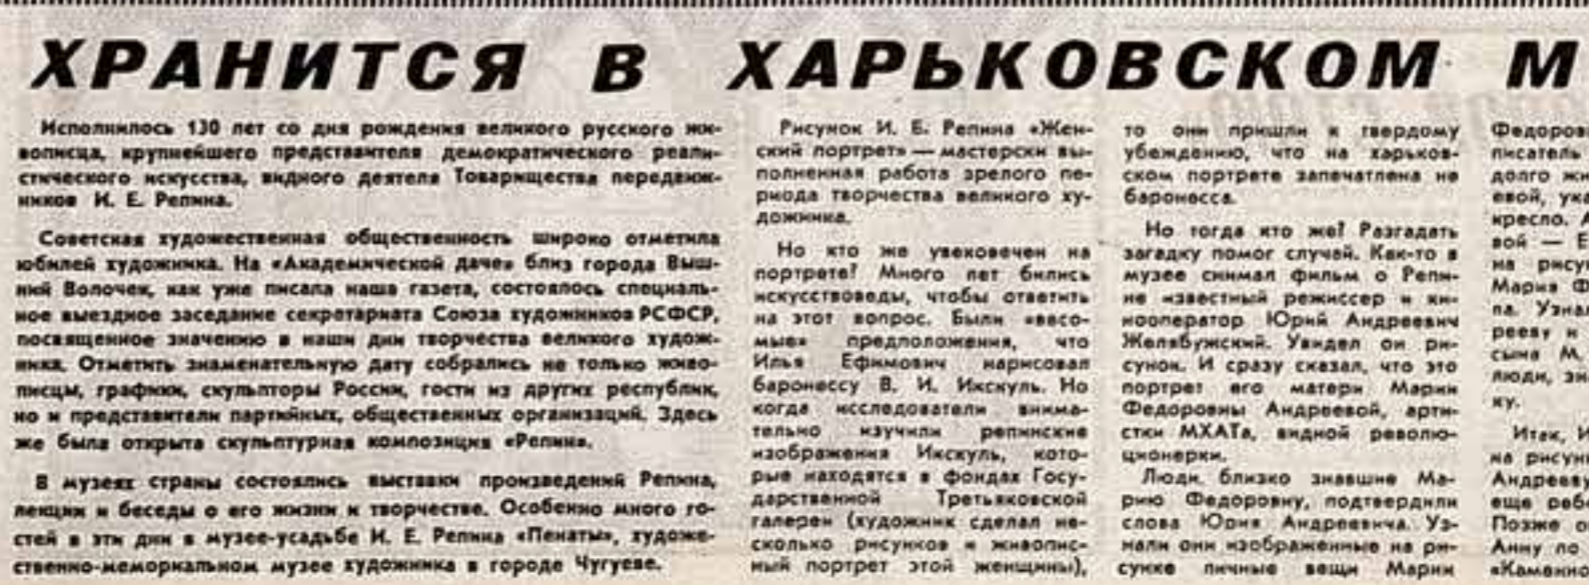 ХРАНИТСЯ В ХАРЬКОВСКОМ М
Исполнилось 130 лет со дня рождения великого русского жи-
вописца, крупнейшего представителя демократического реали-
стического искусства, видного деятеля Товарищества передвиж-
ников И. Е. Репина.
Советская художественная общественность широко отметила
юбилей художника. На «Академической даче» близ города Выш-
ний Волочек, как уже писала наша газета, состоялось специаль-
ное выездное заседание секретариата Союза художников РСФСР,
посвященное значению в наши дни творчества великого худож-
ника. Отметить знаменательную дату собрались не только живо-
писцы, графики, скульпторы России, гости из других республик,
но и представители партийных, общественных организаций. Здесь
же была открыта скульптурная композиция «Репин».
В музеях страны состоялись выставки произведений Репина,
лекции и беседы о его жизни и творчестве. Особенно много го-
стей в эти дни в музее-усадьбе И. Е. Репина «Пенаты», художе-
ственно-мемориальном музее художника в городе Чугуеве.
Рисунок И. Е. Репина «Жен-
ский портрет» — мастерски вы-
полненная работа зрелого пе-
риода творчества великого ху-
дожника.
Но кто же увековечен на
портрете? Много лет бились
искусствоведы, чтобы ответить
на этот вопрос. Были «весо-
мые» предположения, что
Илья Ефимович нарисовал
баронессу В. И. Икскуль. Но
когда исследователи внима-
тельно изучили репинские
изображения Икскуль, кото-
рые находятся в фондах Госу-
дарственной Третьяковской
галереи (художник сделал не-
сколько рисунков и живопис-
ный портрет этой женщины),
то они пришли к твердому
убеждению, что на харьков-
ском портрете запечатлена не
баронесса.
Но тогда кто же? Разгадать
загадку помог случай. Как-то в
музее снимал фильм о Репи-
не известный режиссер и ки-
нооператор Юрий Андреевич
Желябужский. Увидел он ри-
сунок. И сразу сказал, что это
портрет его матери Марии
Федоровны Андреевой, арти-
стки МХАТа, видной револю-
ционерки.
Люди, близко знавшие Ма-
рию Федоровну, подтвердили
слова Юрия Андреевича. Уз-
нали они изображенные на ри-
сунке личные вещи Марии
Федоров
писатель
долго жи
евой, ука
кресло. А
вой — Е
на рисун
Мария Ф
ла. Узна
рееву и
сына М.
люди, зн
ку.
Итак, И
на рисун
Андрееву
еще реб
Позже о
Анну по
«Каменно